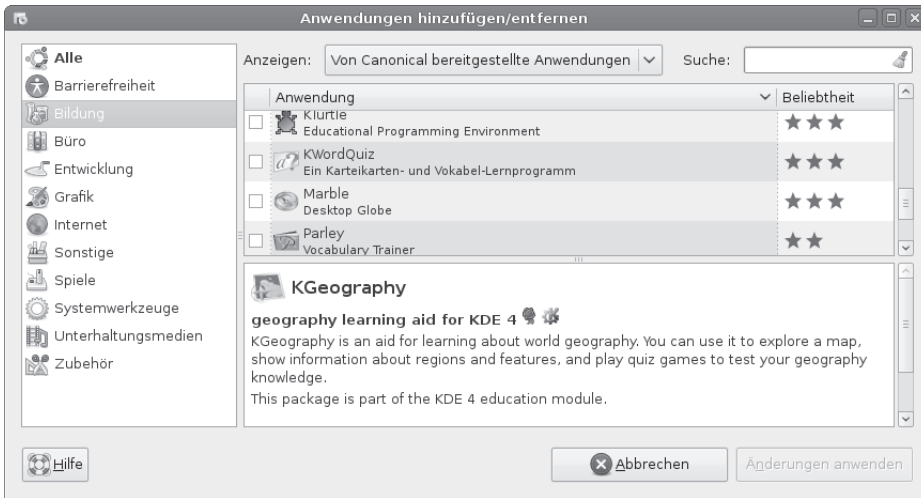 Anwendungen hinzufügen/entfernen
Alle
Barrierefreiheit
Bildung
Büro
Entwicklung
Grafik
Internet
Sonstige
Spiele
Systemwerkzeuge
Unterhaltungsmedien
Zubehör
Anzeigen: Von Canonical bereitgestellte Anwendungen Suche:
Anwendung Beliebtheit
KTurtle
Educational Programming Environment
KWordQuiz
Ein Karteikarten- und Vokabel-Lernprogramm
Marble
Desktop Globe
Parley
Vocabulary Trainer
KGeography
geography learning aid for KDE 4
KGeography is an aid for learning about world geography. You can use it to explore a map,
show information about regions and features, and play quiz games to test your geography
knowledge.
This package is part of the KDE 4 education module.
Hilfe
Abbrechen
Änderungen anwenden